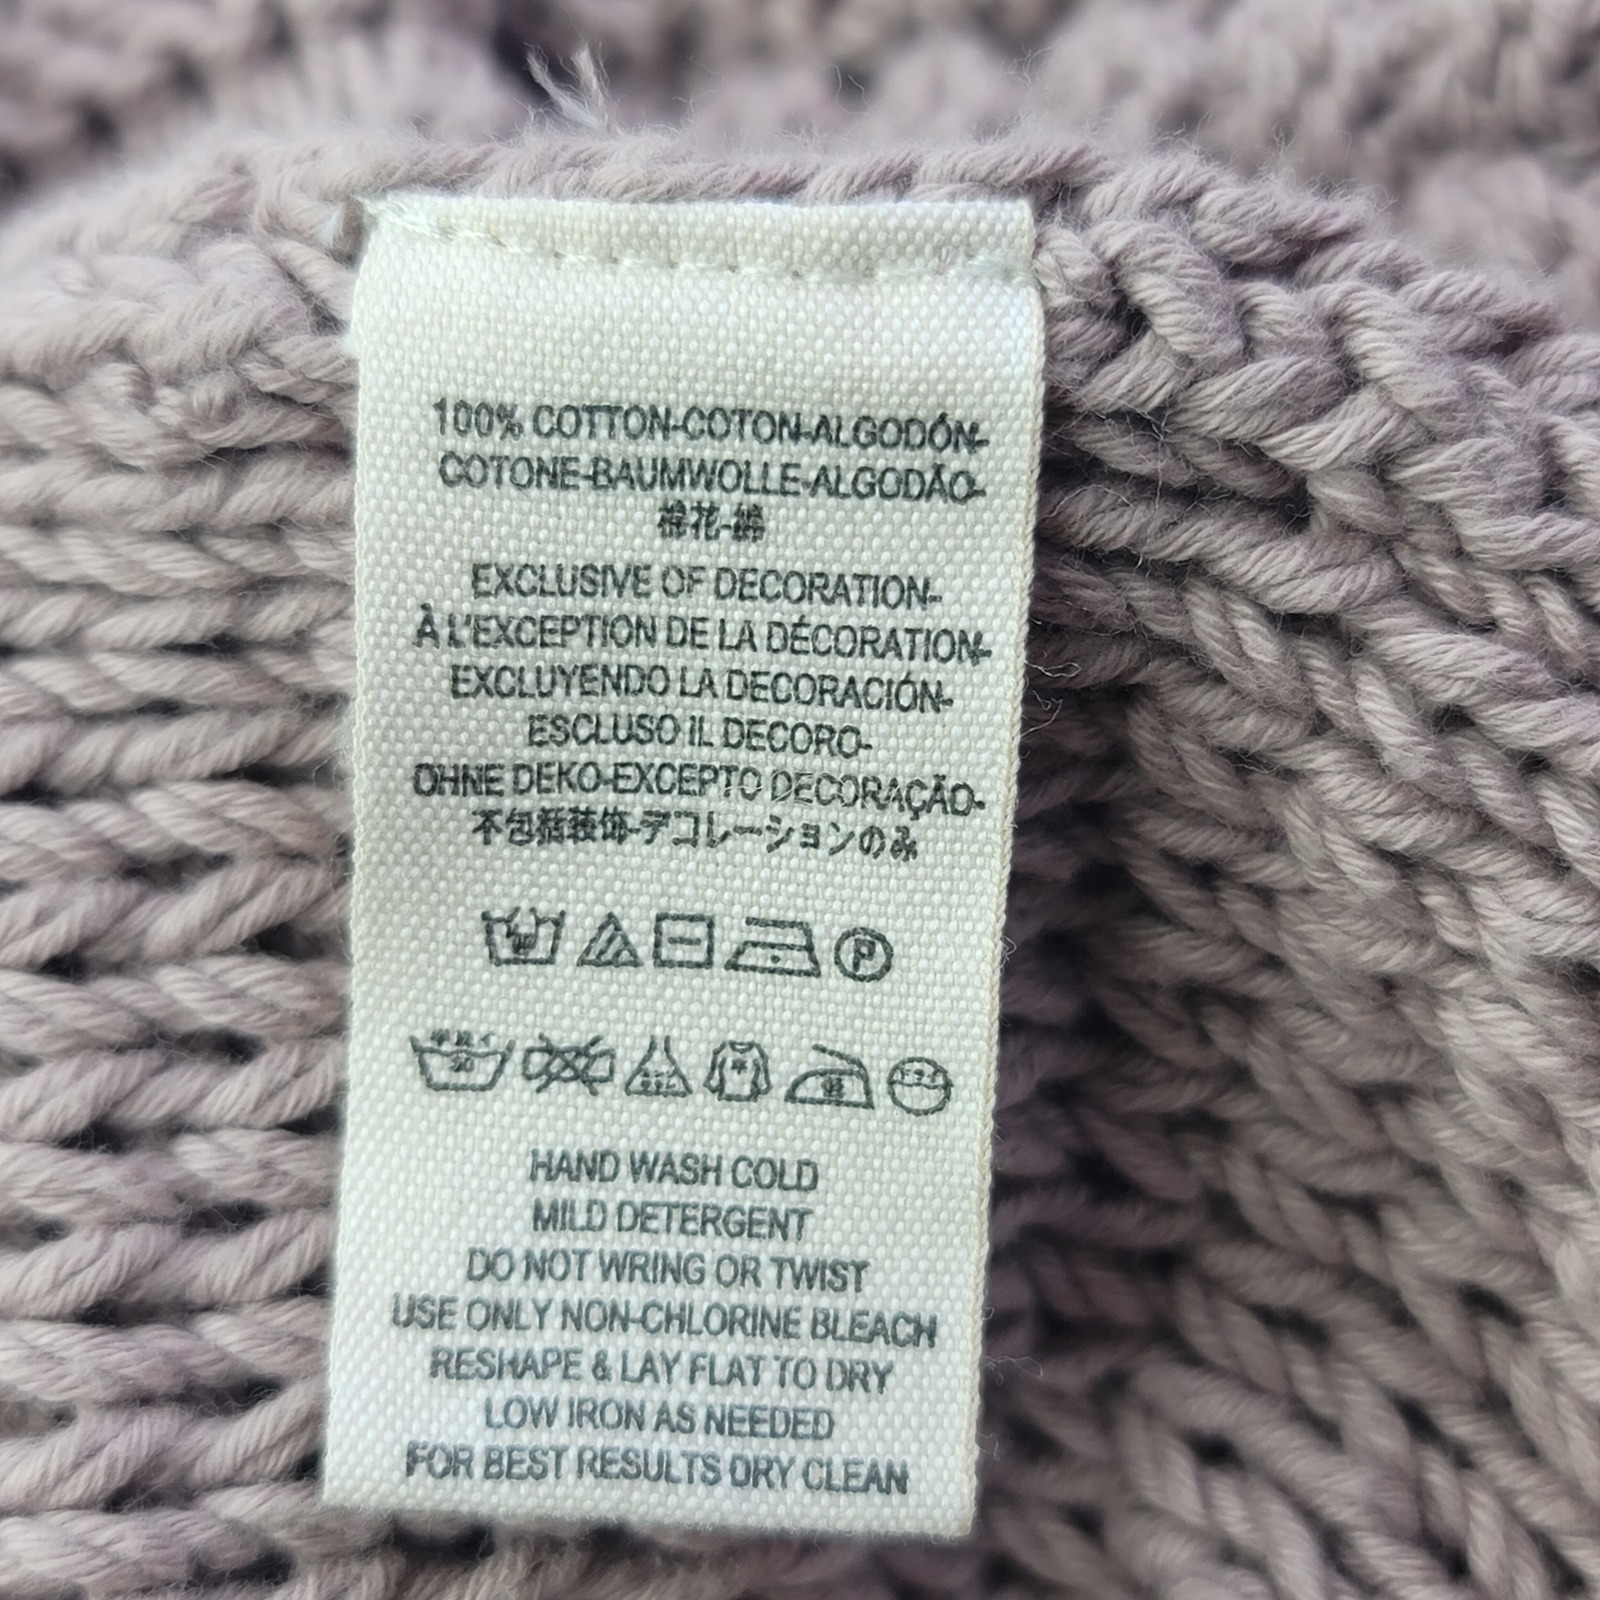 100% COTTON-COTON-ALGODÓN-
COTONE-BAUMWOLLE-ALGODÃO-
棉花-綿
EXCLUSIVE OF DECORATION-
À L'EXCEPTION DE LA DÉCORATION-
EXCLUYENDO LA DECORACIÓN-
ESCLUSO IL DECORO-
OHNE DEKO-EXCEPTO DECORAÇÃO-
不包括装饰-デコレーションのみ
P
HAND WASH COLD
MILD DETERGENT
DO NOT WRING OR TWIST
USE ONLY NON-CHLORINE BLEACH
RESHAPE & LAY FLAT TO DRY
LOW IRON AS NEEDED
FOR BEST RESULTS DRY CLEAN